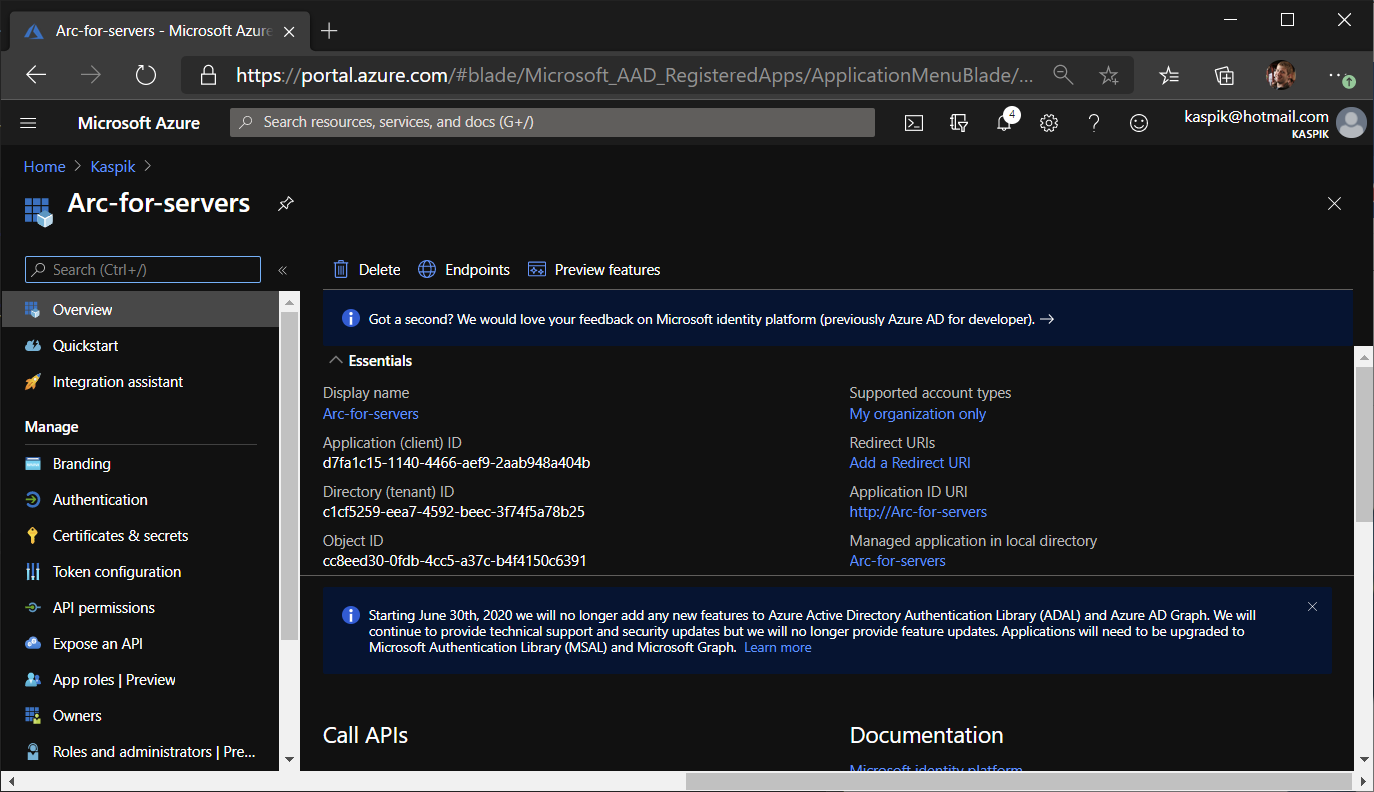 Arc-for-servers - Microsoft Azure
https://portal.azure.com/#blade/Microsoft_AAD_RegisteredApps/ApplicationMenuBlade/...
Microsoft Azure
Search resources, services, and docs (G+/)
4
kaspik@hotmail.com
KASPIK
Home > Kaspik >
Arc-for-servers
Search (Ctrl+/)
«
Overview
Quickstart
Integration assistant
Manage
Branding
Authentication
Certificates & secrets
Token configuration
API permissions
Expose an API
App roles | Preview
Owners
Roles and administrators | Pre...
Delete
Endpoints
Preview features
Got a second? We would love your feedback on Microsoft identity platform (previously Azure AD for developer). →
Essentials
Display name
Arc-for-servers
Application (client) ID
d7fa1c15-1140-4466-aef9-2aab948a404b
Directory (tenant) ID
c1cf5259-eea7-4592-beec-3f74f5a78b25
Object ID
cc8eed30-0fdb-4cc5-a37c-b4f4150c6391
Supported account types
My organization only
Redirect URIs
Add a Redirect URI
Application ID URI
http://Arc-for-servers
Managed application in local directory
Arc-for-servers
Starting June 30th, 2020 we will no longer add any new features to Azure Active Directory Authentication Library (ADAL) and Azure AD Graph. We will
continue to provide technical support and security updates but we will no longer provide feature updates. Applications will need to be upgraded to
Microsoft Authentication Library (MSAL) and Microsoft Graph. Learn more
Call APIs
Documentation
Microsoft identity platform